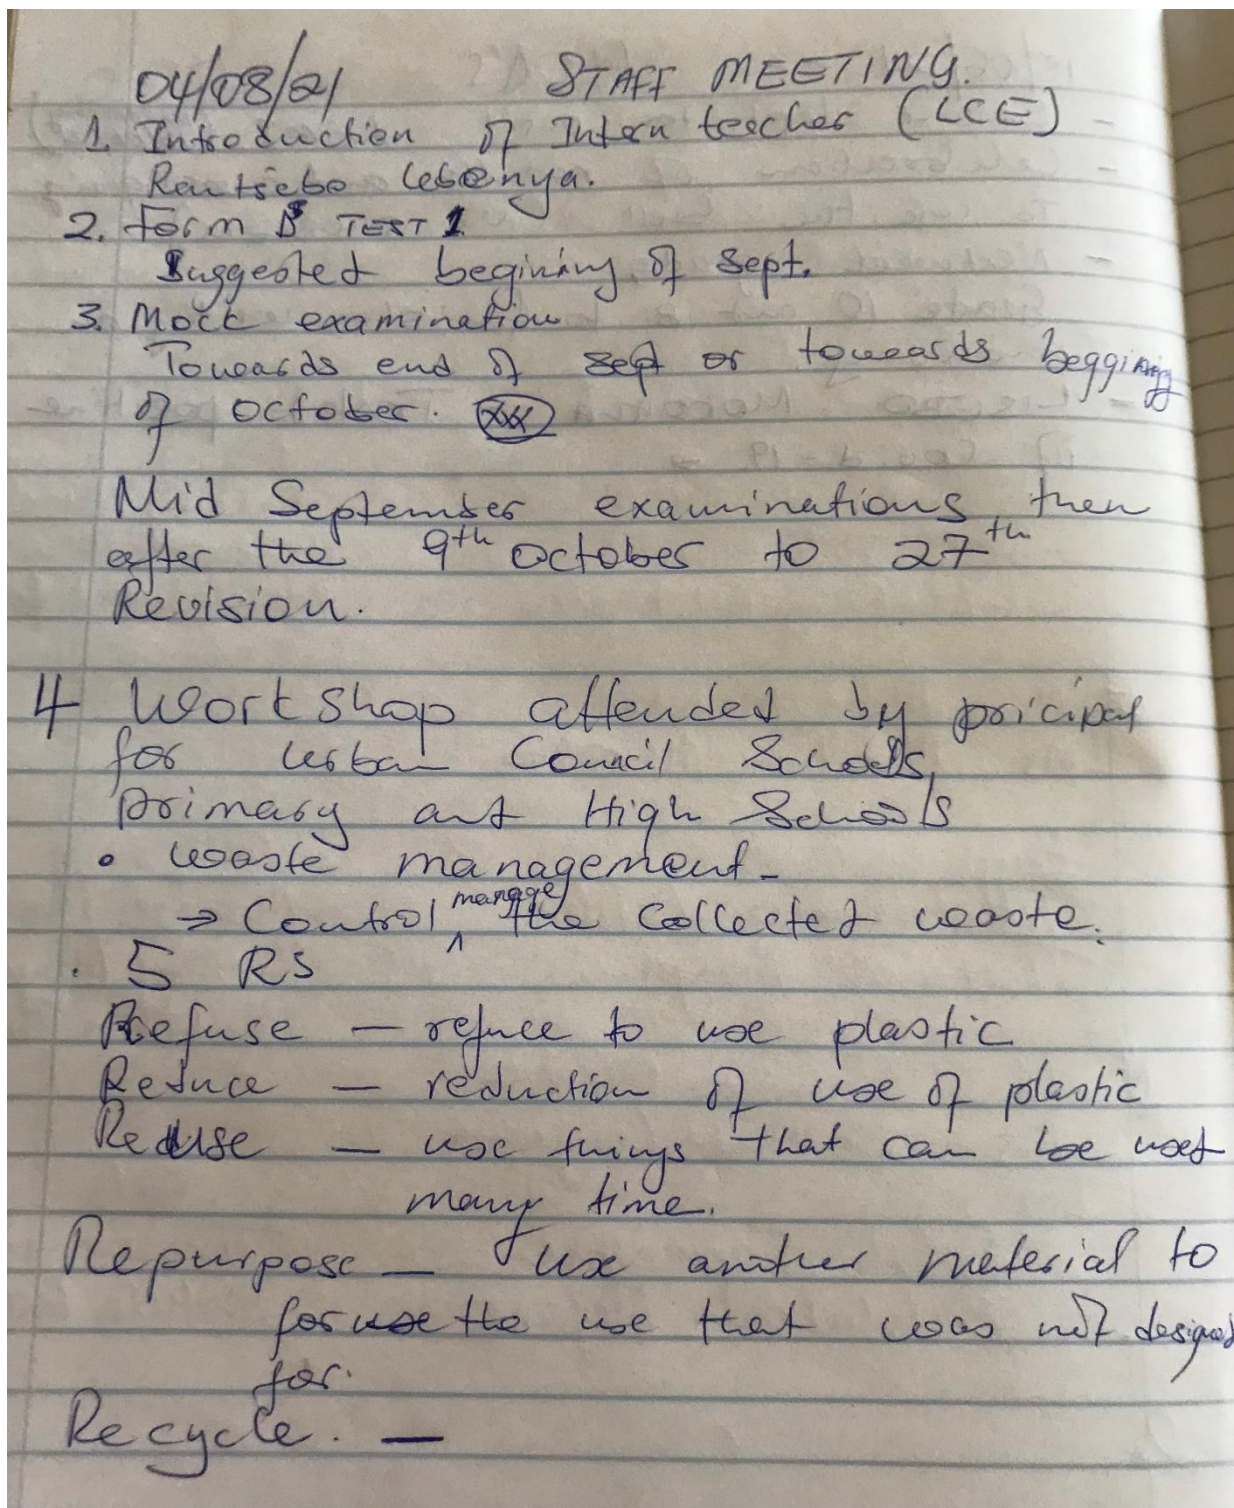 04/08/21 STAFF MEETING.
1. Introduction of Intern teacher (LCE)
Rantsebo Lebenya.
2. Form TEST 1
Suggested begining of Sept.
3. Mock examination
Towards end of sept or towards beggining
of October. XXX
Mid September examinations, then
after the 9th October to 27th
Revision.
4 Workshop attended by pricipal
for urban Council Schools,
primary and High Schools
• waste management -
→ Control manage the collected waste.
• 5 RS
Refuse — refuce to use plastic
Reduce — reduction of use of plastic
Reuse — use things that can be used
many time.
Repurpose — use another material to
for use the use that was not designed
for.
Recycle. —